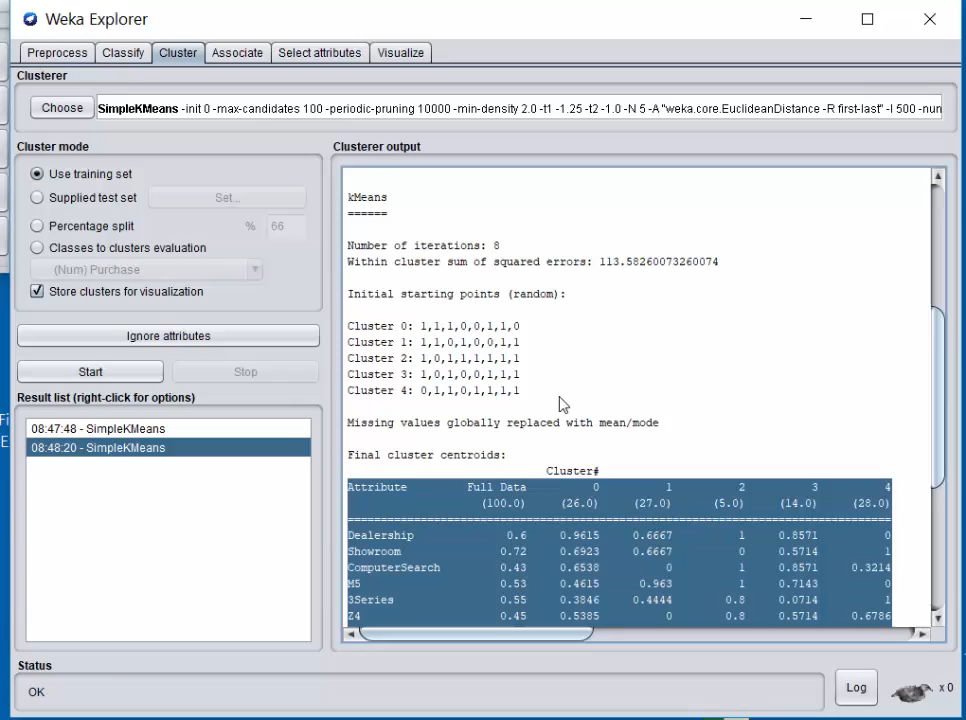 Weka Explorer
Preprocess Classify Cluster Associate Select attributes Visualize
Clusterer
Choose SimpleKMeans -init 0 -max-candidates 100 -periodic-pruning 10000 -min-density 2.0 -t1 -1.25 -t2 -1.0 -N 5 -A "weka.core.EuclideanDistance -R first-last" -I 500 -num
Cluster mode
Use training set
Supplied test set Set...
Percentage split % 66
Classes to clusters evaluation
(Num) Purchase
Store clusters for visualization
Ignore attributes
Start Stop
Result list (right-click for options)
08:47:48 - SimpleKMeans
08:48:20 - SimpleKMeans
Clusterer output
kMeans
======
Number of iterations: 8
Within cluster sum of squared errors: 113.58260073260074
Initial starting points (random):
Cluster 0: 1,1,1,0,0,1,1,0
Cluster 1: 1,1,0,1,0,0,1,1
Cluster 2: 1,0,1,1,1,1,1,1
Cluster 3: 1,0,1,0,0,1,1,1
Cluster 4: 0,1,1,0,1,1,1,1
Missing values globally replaced with mean/mode
Final cluster centroids:
Cluster#
Attribute Full Data 0 1 2 3 4
(100.0) (26.0) (27.0) (5.0) (14.0) (28.0)
Dealership 0.6 0.9615 0.6667 1 0.8571 0
Showroom 0.72 0.6923 0.6667 0 0.5714 1
ComputerSearch 0.43 0.6538 0 1 0.8571 0.3214
M5 0.53 0.4615 0.963 1 0.7143 0
3Series 0.55 0.3846 0.4444 0.8 0.0714 1
Z4 0.45 0.5385 0 0.8 0.5714 0.6786
Status
OK
Log
x 0
Fi
E